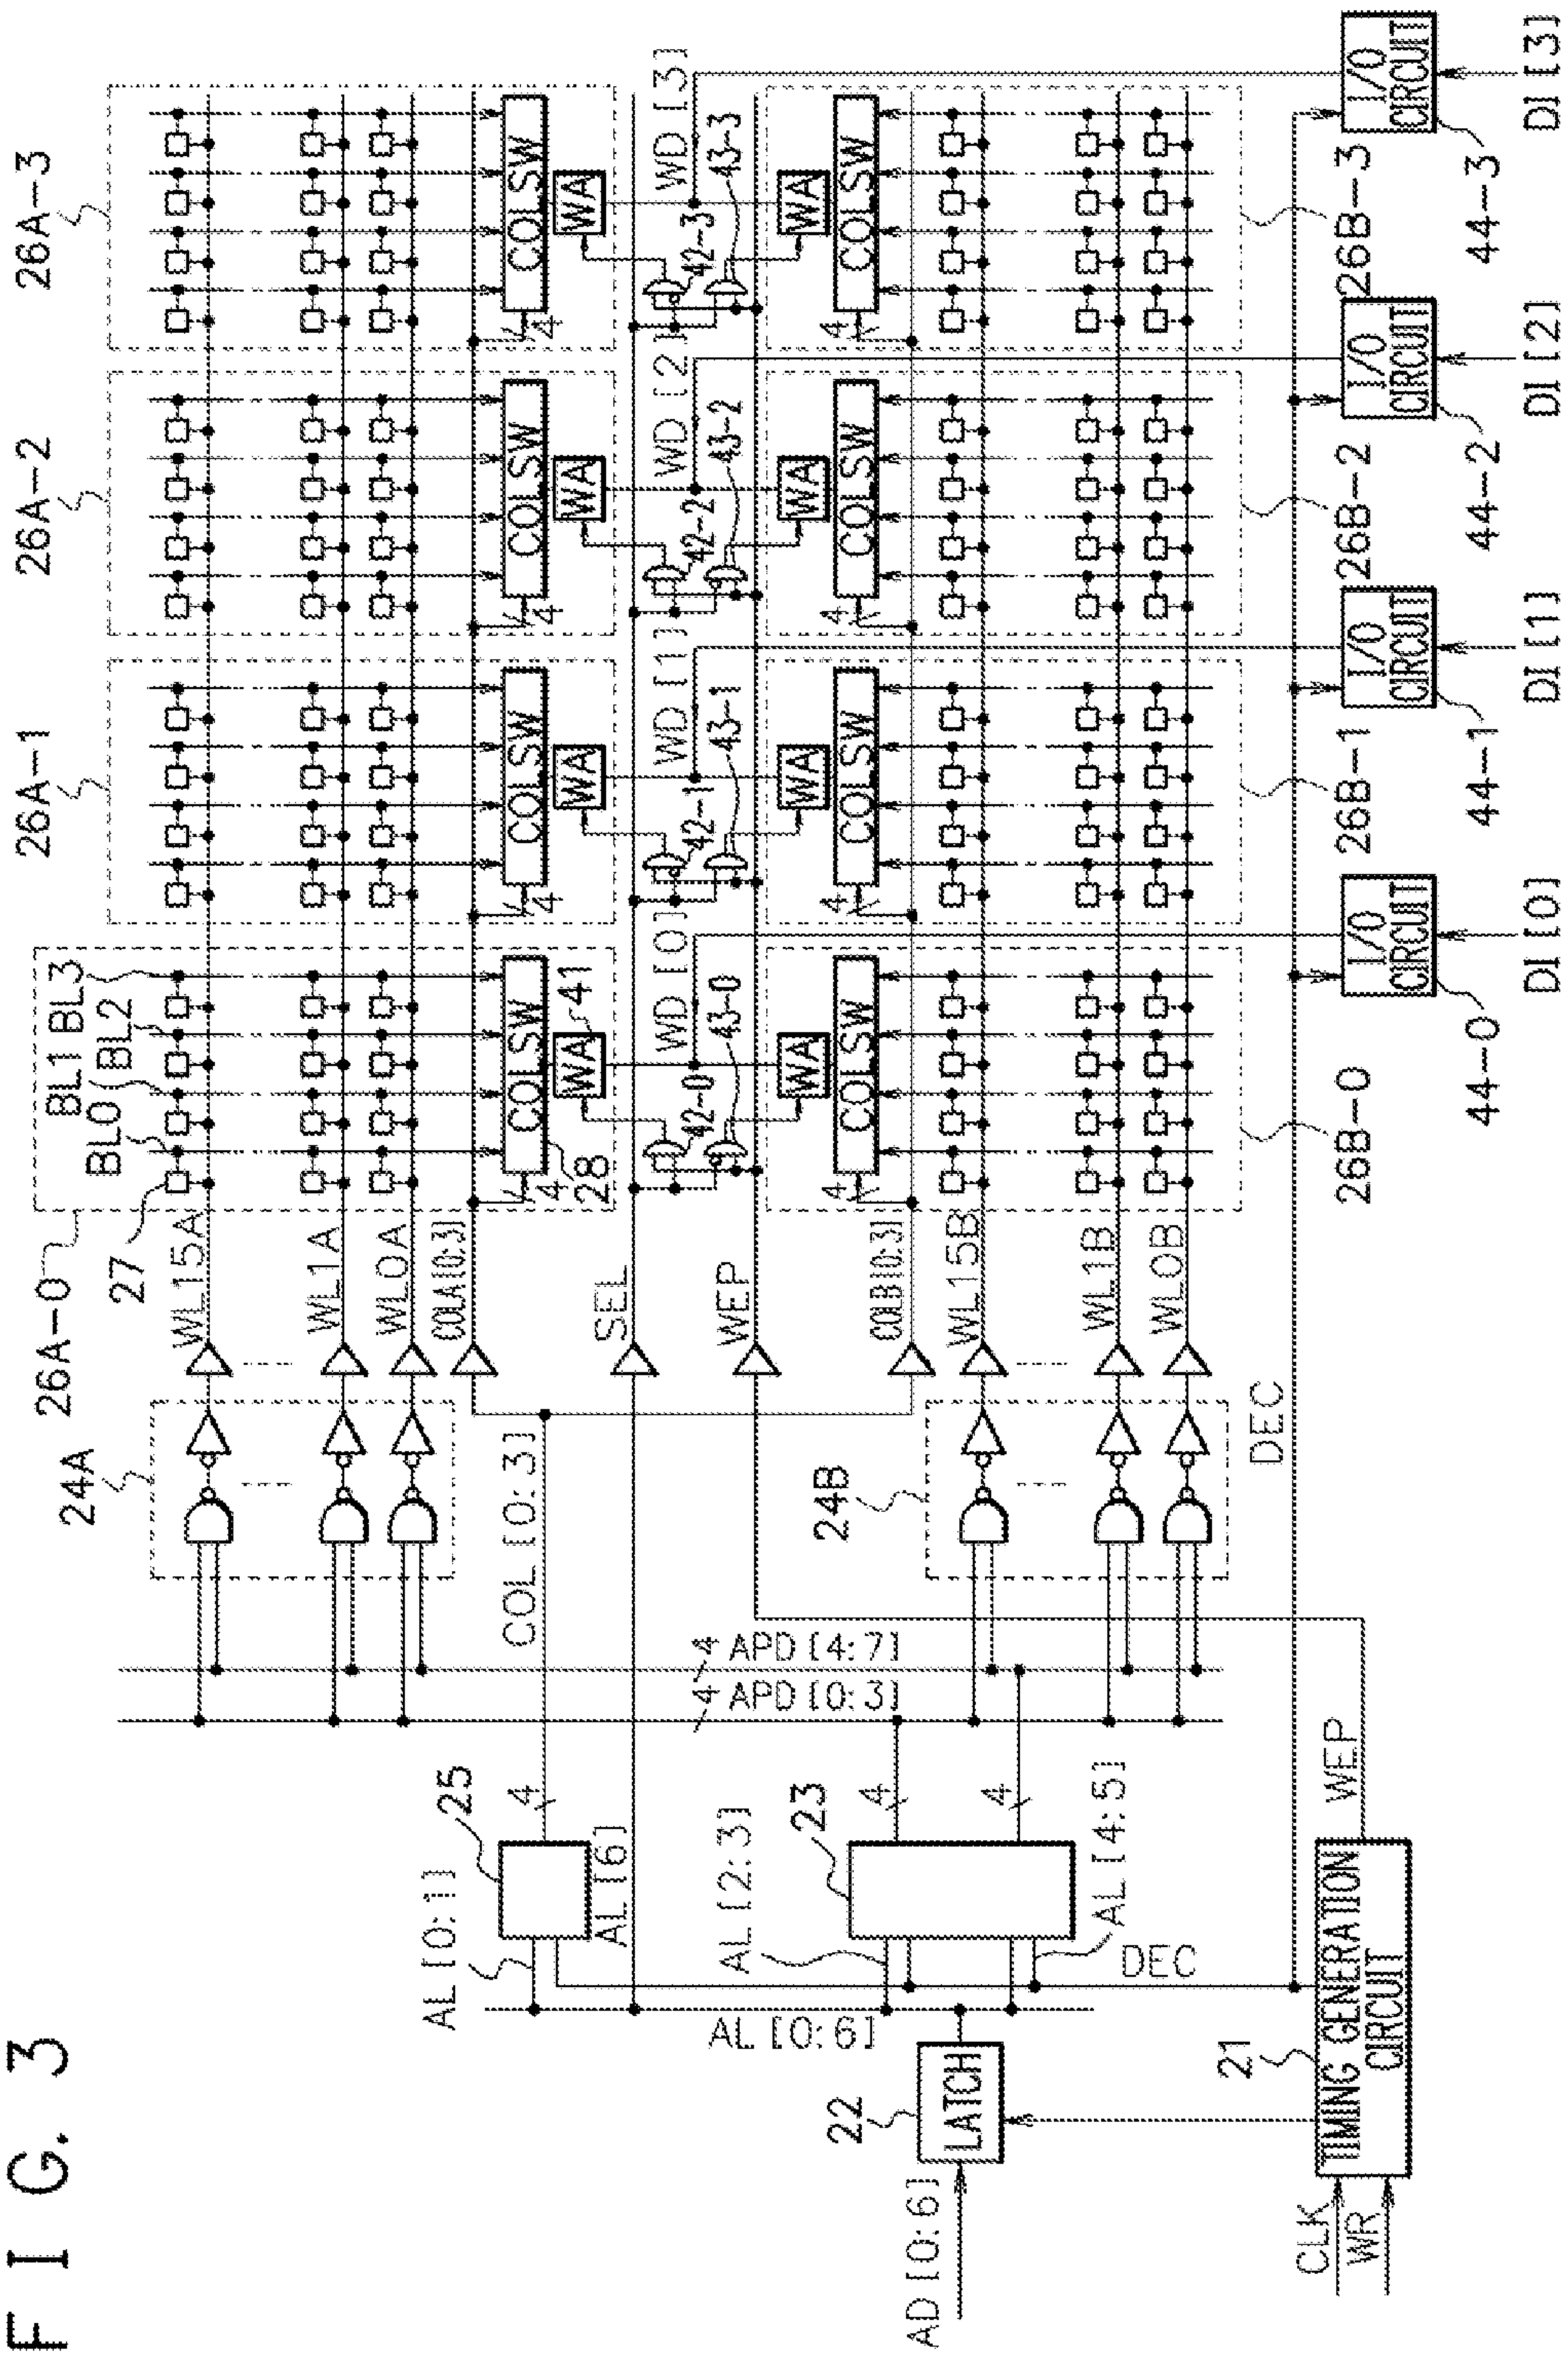 FIG. 3
26A-0
26A-1
26A-2
26A-3
BL0
BL1
BL2
BL3
27
24A
WL15A
WL1A
WL0A
COLA[0:3]
COLSW
COLSW
COLSW
COLSW
4
4
4
4
28
WA
WA
WA
WA
41
COL [0:3]
25
4
AL [0:1]
AL [6]
SEL
WD [0]
WD [1]
WD [2]
WD [3]
42-0
42-1
42-2
42-3
43-0
43-1
43-2
43-3
WEP
4 APD [4:7]
4 APD [0:3]
WA
WA
WA
WA
COLSW
COLSW
COLSW
COLSW
4
4
4
4
COLB[0:3]
24B
WL15B
WL1B
WL0B
23
4
4
AL [2:3]
AL [4:5]
AL [0:6]
DEC
DEC
22
LATCH
AD [0:6]
26B-0
26B-1
26B-2
26B-3
WEP
21
TIMING GENERATION
CIRCUIT
CLK
WR
I/O
CIRCUIT
I/O
CIRCUIT
I/O
CIRCUIT
I/O
CIRCUIT
44-0
44-1
44-2
44-3
DI [0]
DI [1]
DI [2]
DI [3]